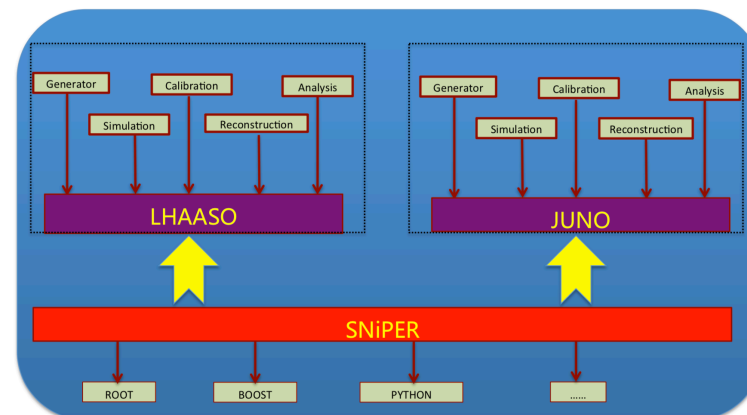 Generator
Calibration
Analysis
Simulation
Reconstruction
LHAASO
Generator
Calibration
Analysis
Simulation
Reconstruction
JUNO
SNiPER
ROOT
BOOST
PYTHON
......